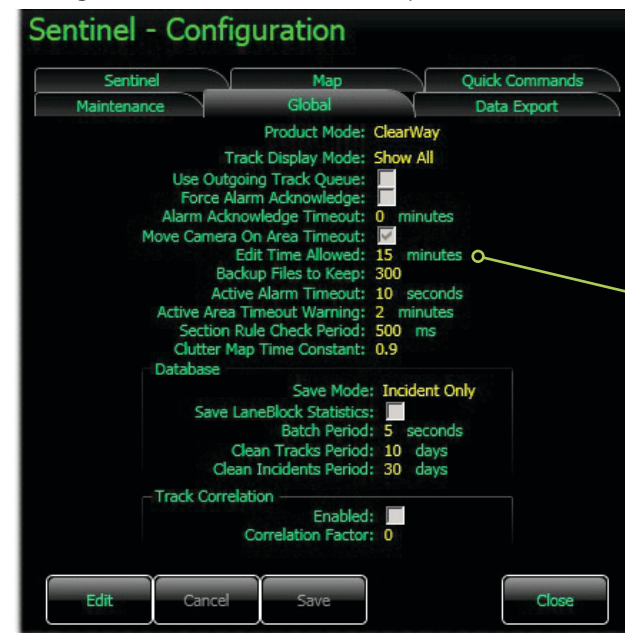 Sentinel - Configuration
Sentinel Map Quick Commands
Maintenance Global Data Export
Product Mode: ClearWay
Track Display Mode: Show All
Use Outgoing Track Queue:
Force Alarm Acknowledge:
Alarm Acknowledge Timeout: 0 minutes
Move Camera On Area Timeout:
Edit Time Allowed: 15 minutes
Backup Files to Keep: 300
Active Alarm Timeout: 10 seconds
Active Area Timeout Warning: 2 minutes
Section Rule Check Period: 500 ms
Clutter Map Time Constant: 0.9
Database
Save Mode: Incident Only
Save LaneBlock Statistics:
Batch Period: 5 seconds
Clean Tracks Period: 10 days
Clean Incidents Period: 30 days
Track Correlation
Enabled:
Correlation Factor: 0
Edit Cancel Save Close